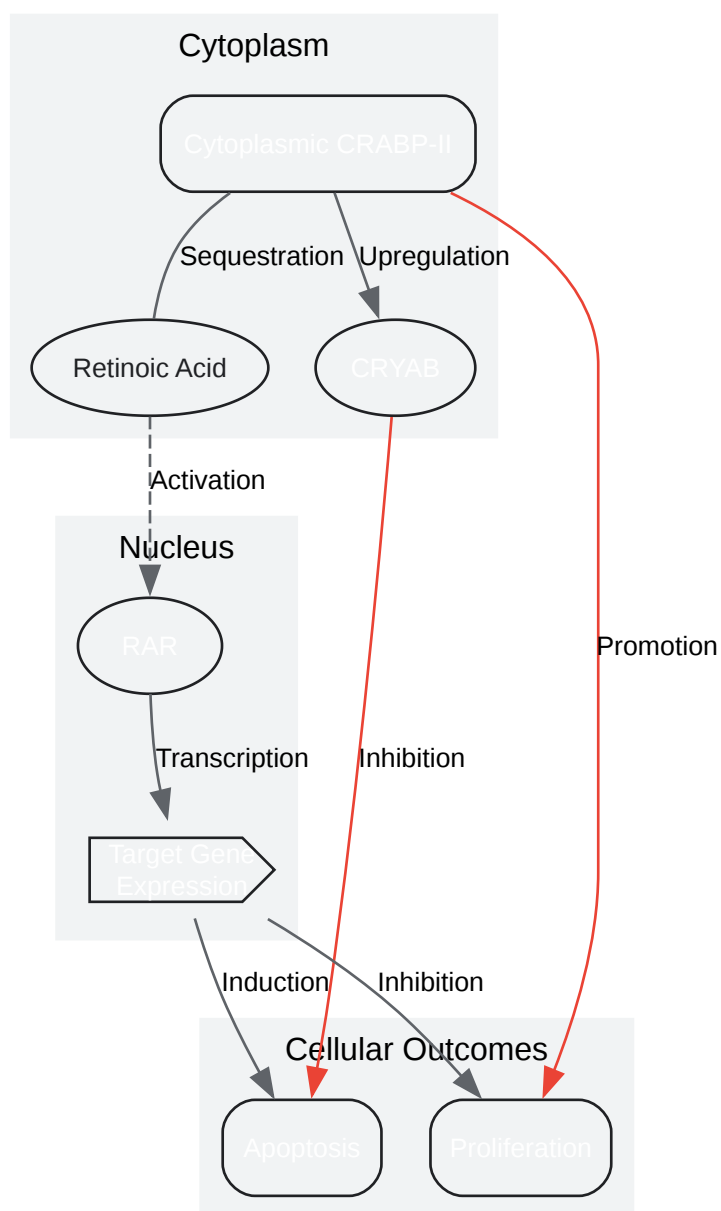 Cytoplasm
Cytoplasmic CRABP-II
Sequestration
Upregulation
Retinoic Acid
CRYAB
Activation
Nucleus
RAR
Promotion
Transcription
Inhibition
Target Gene
Expression
Induction
Inhibition
Cellular Outcomes
Apoptosis
Proliferation